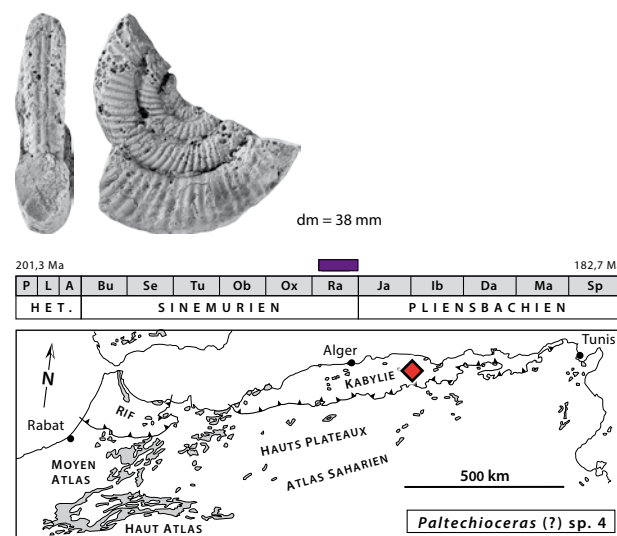 dm = 38 mm
201,3 Ma 182,7 M
P L A Bu Se Tu Ob Ox Ra Ja Ib Da Ma Sp
HET. SINEMURIEN PLIENSBACHIEN
Tunis
Alger
N
KABYLIE
RIF
Rabat
HAUTS PLATEAUX
MOYEN
ATLAS
ATLAS SAHARIEN
500 km
HAUT ATLAS
Paltechioceras (?) sp. 4